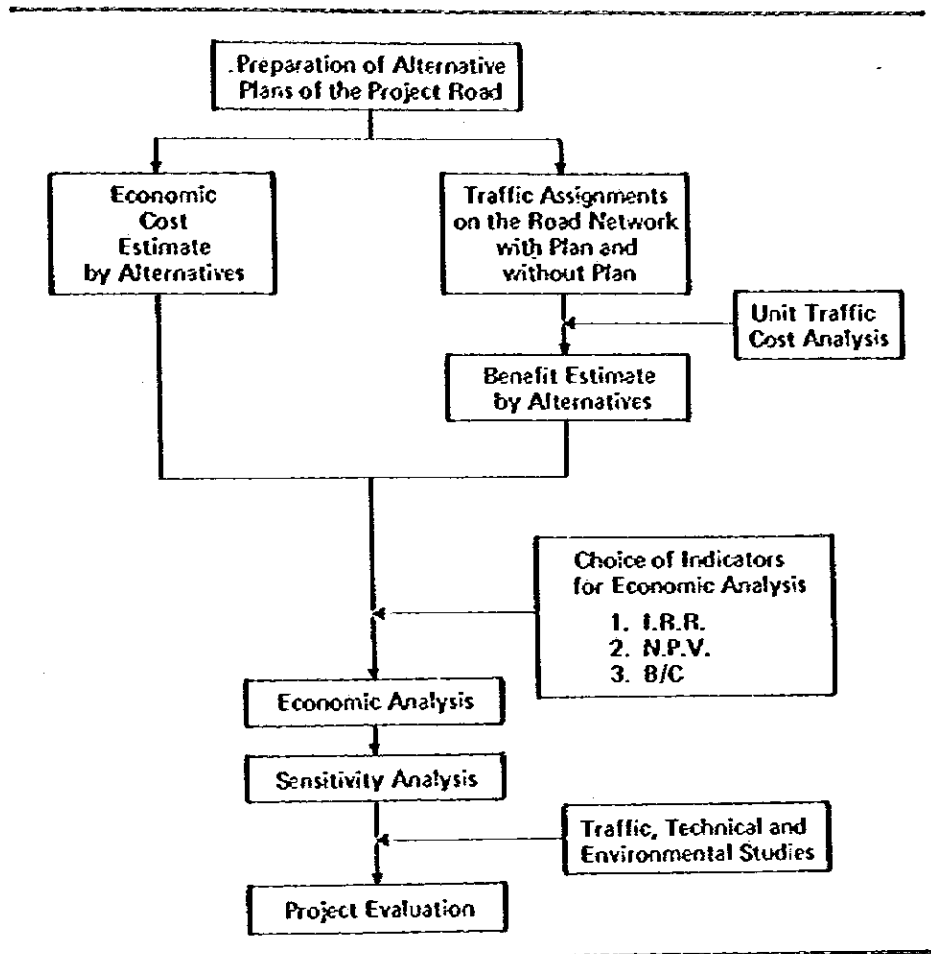 Preparation of Alternative
Plans of the Project Road
Economic
Cost
Estimate
by Alternatives
Traffic Assignments
on the Road Network
with Plan and
without Plan
Unit Traffic
Cost Analysis
Benefit Estimate
by Alternatives
Choice of Indicators
for Economic Analysis
1. I.R.R.
2. N.P.V.
3. B/C
Economic Analysis
Sensitivity Analysis
Traffic, Technical and
Environmental Studies
Project Evaluation